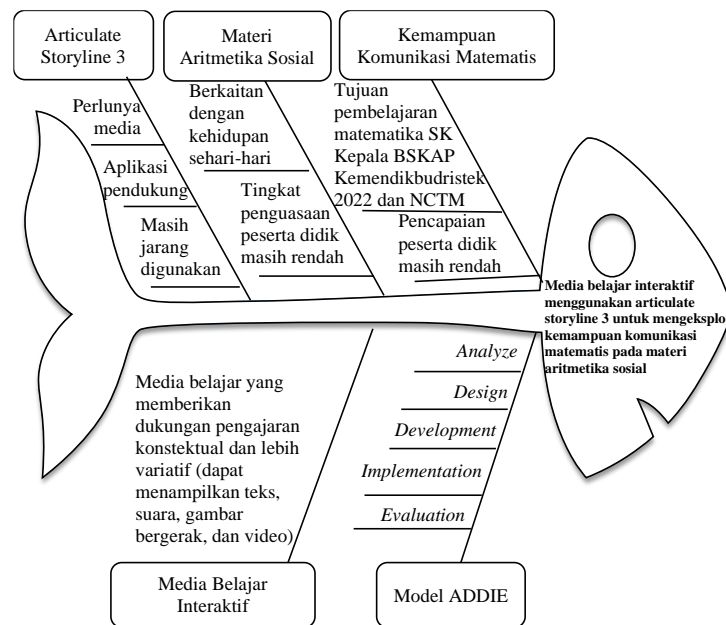 Articulate
Storyline 3
Materi
Aritmetika Sosial
Kemampuan
Komunikasi Matematis
Perlunya
media
Aplikasi
pendukung
Masih
jarang
digunakan
Berkaitan
dengan
kehidupan
sehari-hari
Tingkat
penguasaan
peserta didik
masih rendah
Tujuan
pembelajaran
matematika SK
Kepala BSKAP
Kemendikbudristek
2022 dan NCTM
Pencapaian
peserta didik
masih rendah
Media belajar interaktif
menggunakan articulate
storyline 3 untuk mengeksplo
kemampuan komunikasi
matematis pada materi
aritmetika sosial
Media belajar yang
memberikan
dukungan pengajaran
konstektual dan lebih
variatif (dapat
menampilkan teks,
suara, gambar
bergerak, dan video)
Analyze
Design
Development
Implementation
Evaluation
Media Belajar
Interaktif
Model ADDIE